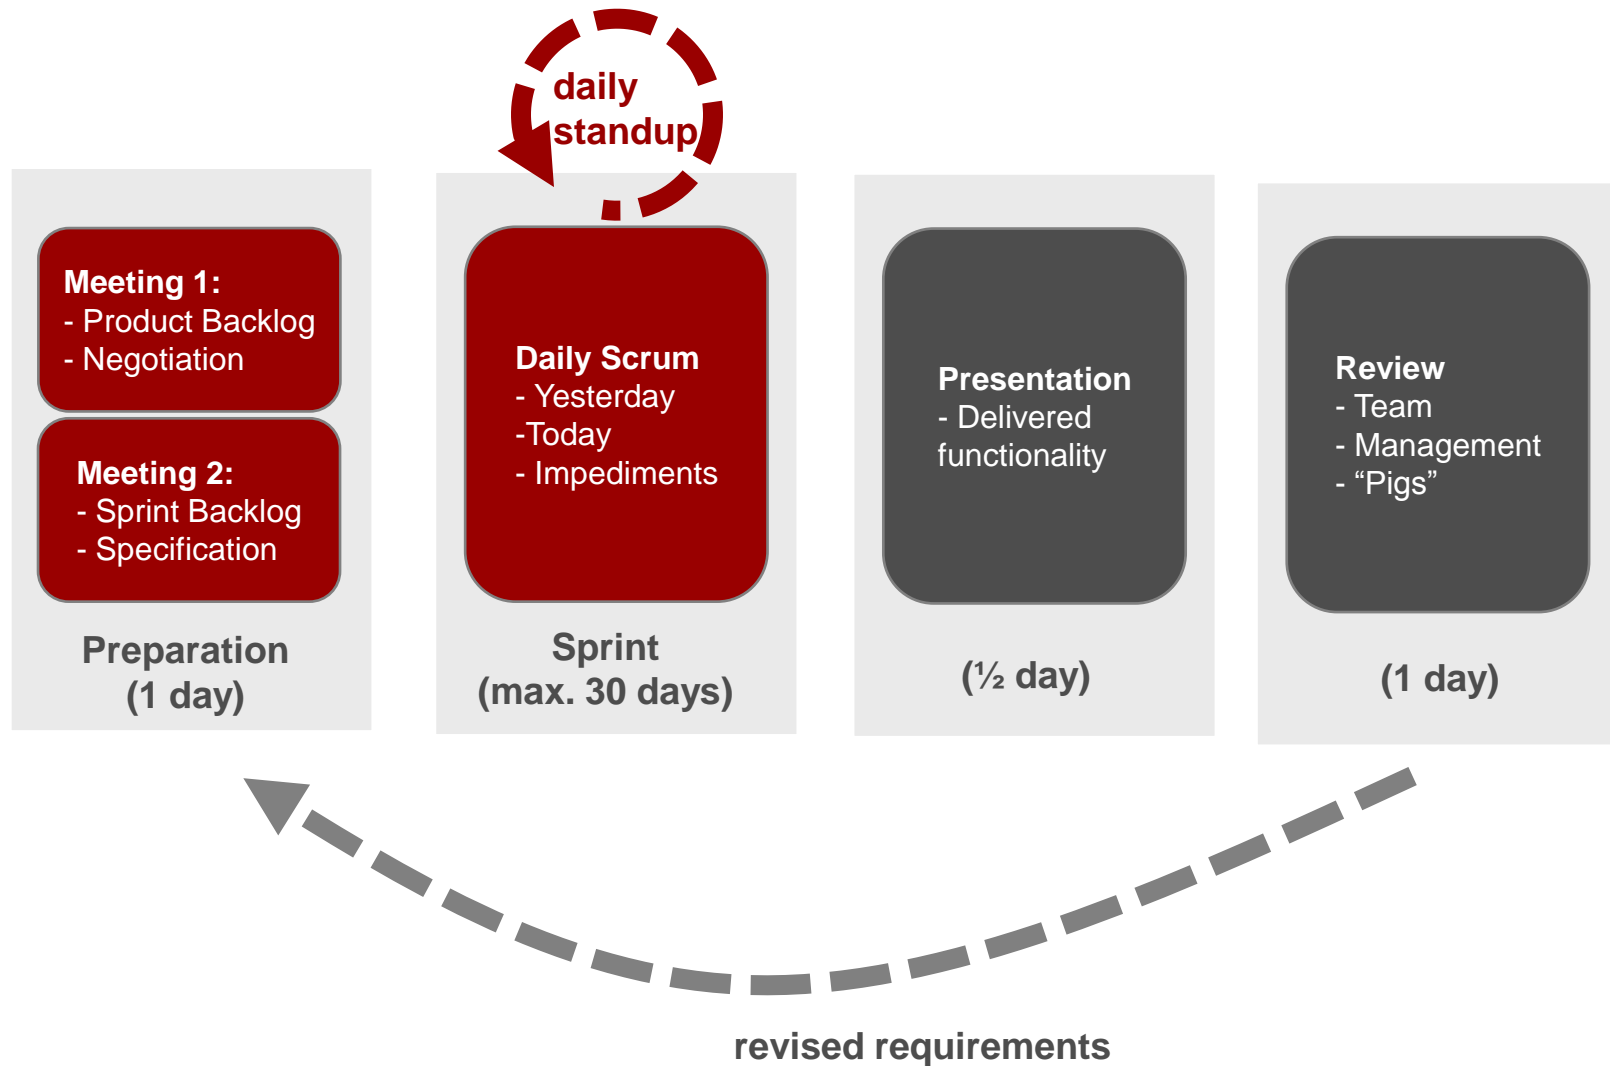 daily
standup
Meeting 1:
- Product Backlog
- Negotiation
Meeting 2:
- Sprint Backlog
- Specification
Preparation
(1 day)
Daily Scrum
- Yesterday
-Today
- Impediments
Sprint
(max. 30 days)
Presentation
- Delivered
functionality
(½ day)
Review
- Team
- Management
- “Pigs”
(1 day)
revised requirements